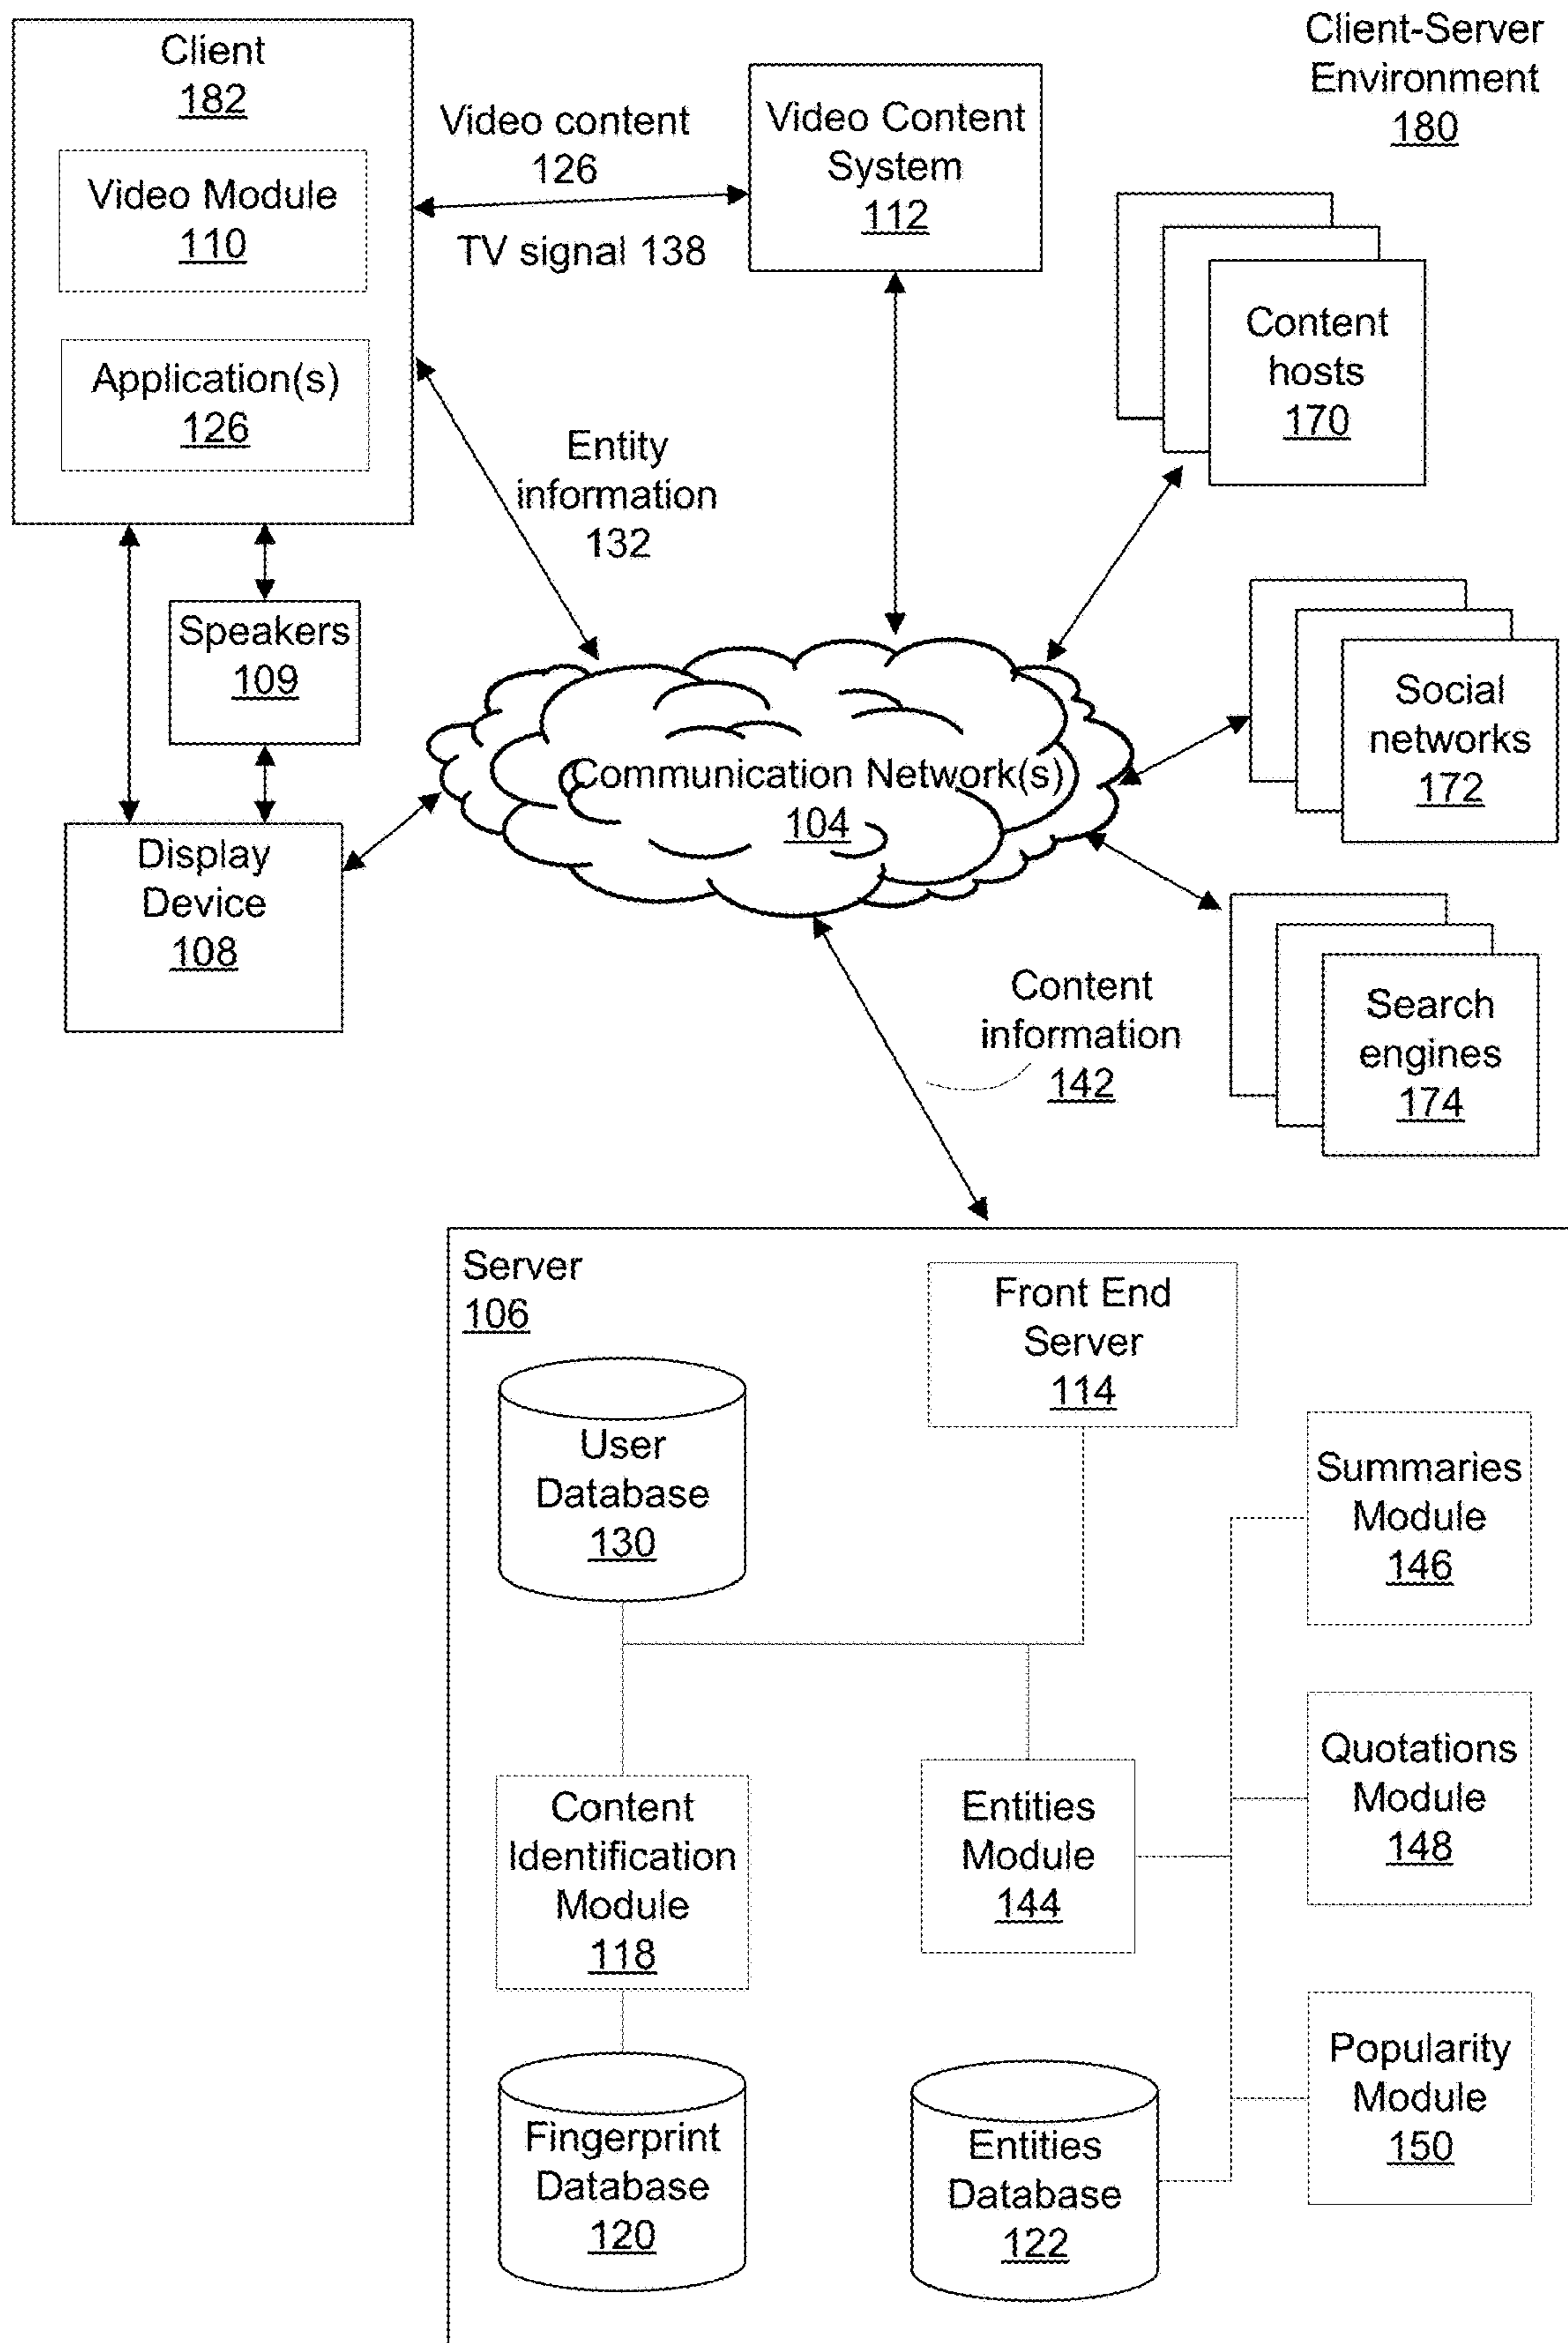 Client-Server
Environment
180
Client
182
Video Module
110
Application(s)
126
Video content
126
TV signal 138
Video Content
System
112
Content
hosts
170
Entity
information
132
Speakers
109
Social
networks
172
Communication Network(s)
104
Display
Device
108
Content
information
142
Search
engines
174
Server
106
Front End
Server
114
User
Database
130
Summaries
Module
146
Quotations
Module
148
Content
Identification
Module
118
Entities
Module
144
Popularity
Module
150
Fingerprint
Database
120
Entities
Database
122